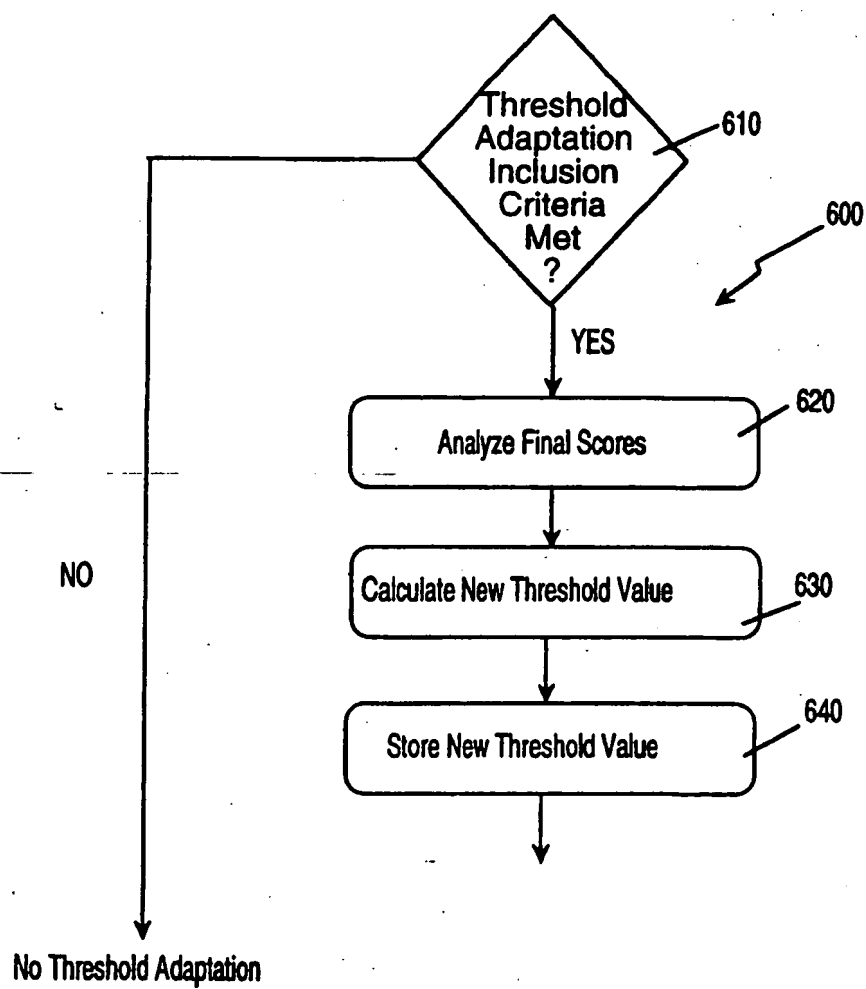 Threshold
Adaptation
Inclusion
Criteria
Met
?
610
600
YES
620
Analyze Final Scores
NO
Calculate New Threshold Value
630
640
Store New Threshold Value
No Threshold Adaptation